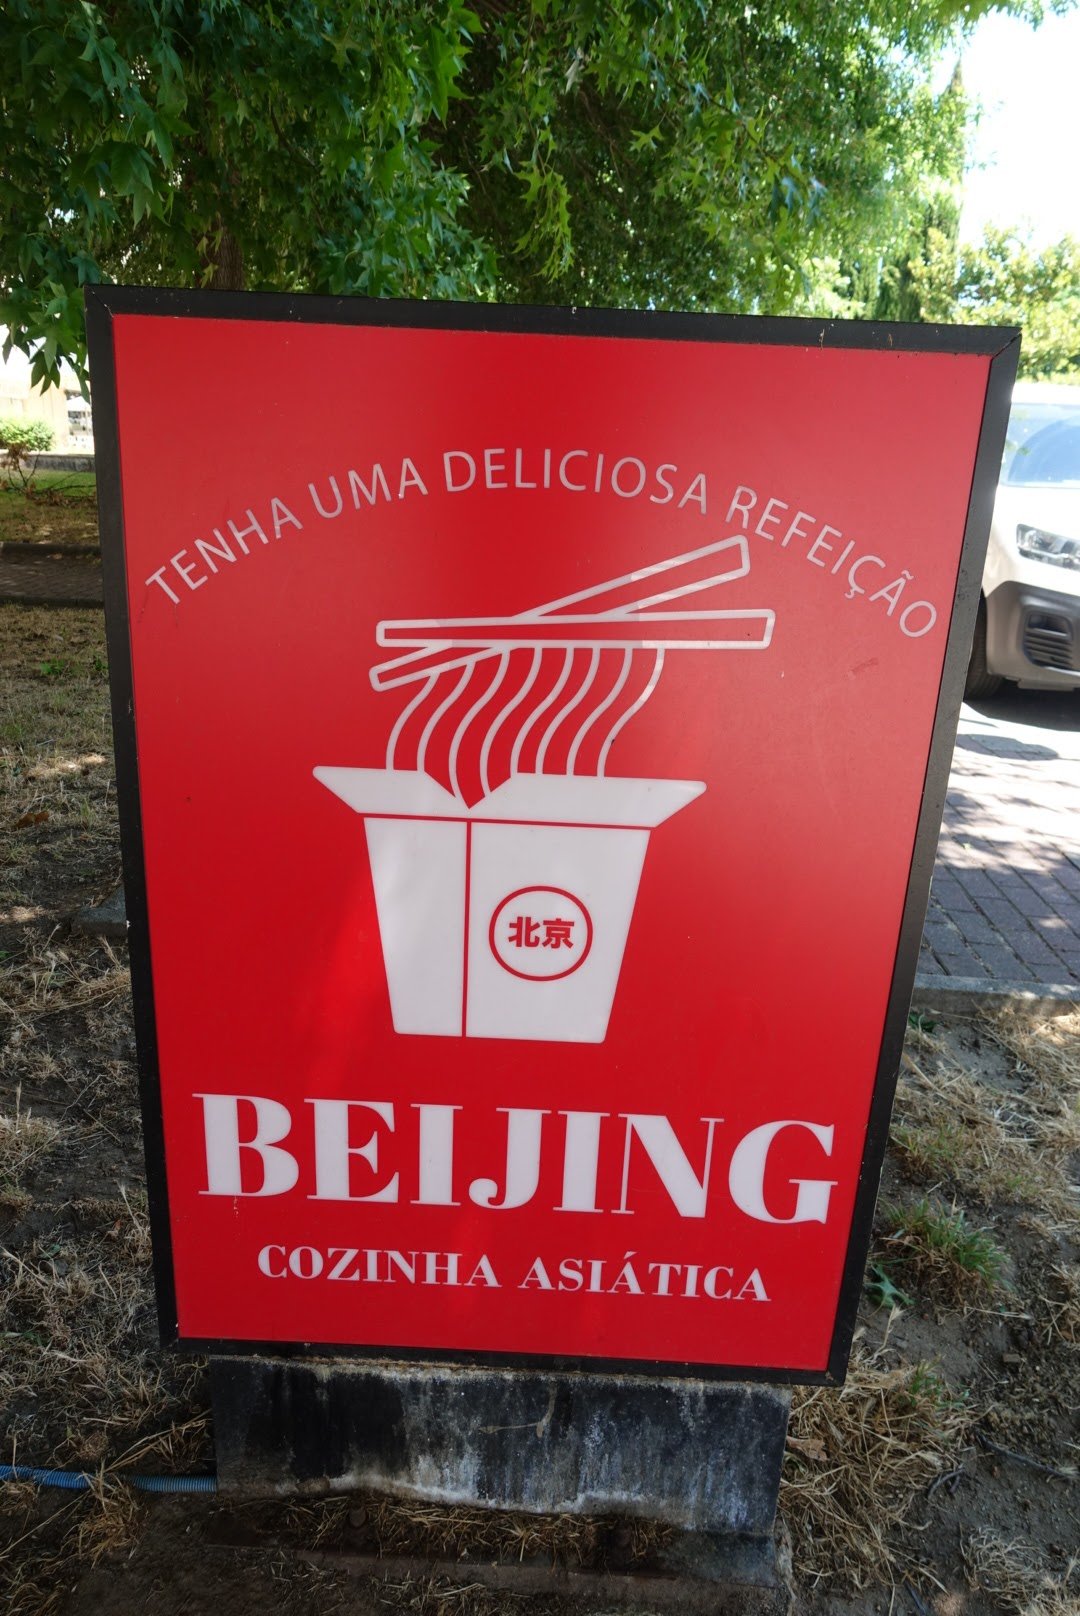 TENHA UMA DELICIOSA REFEIÇÃO
北京
BEIJING
COZINHA ASIÁTICA